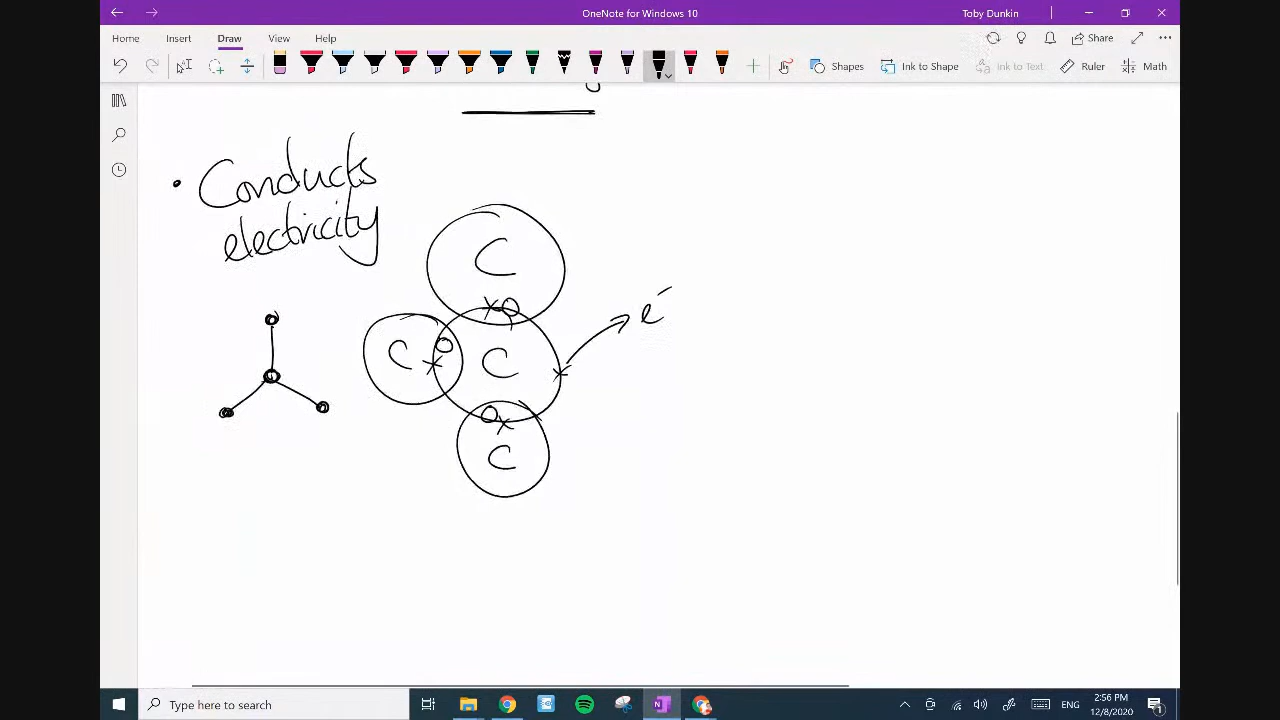 OneNote for Windows 10
Toby Dunkin
Home
Insert
Draw
View
Help
Shapes
Ink to Shape
Ink to Text
Ruler
Math
Share
• Conducts
electricity
C
C
C
C
e⁻
Type here to search
ENG
2:56 PM
12/8/2020
1